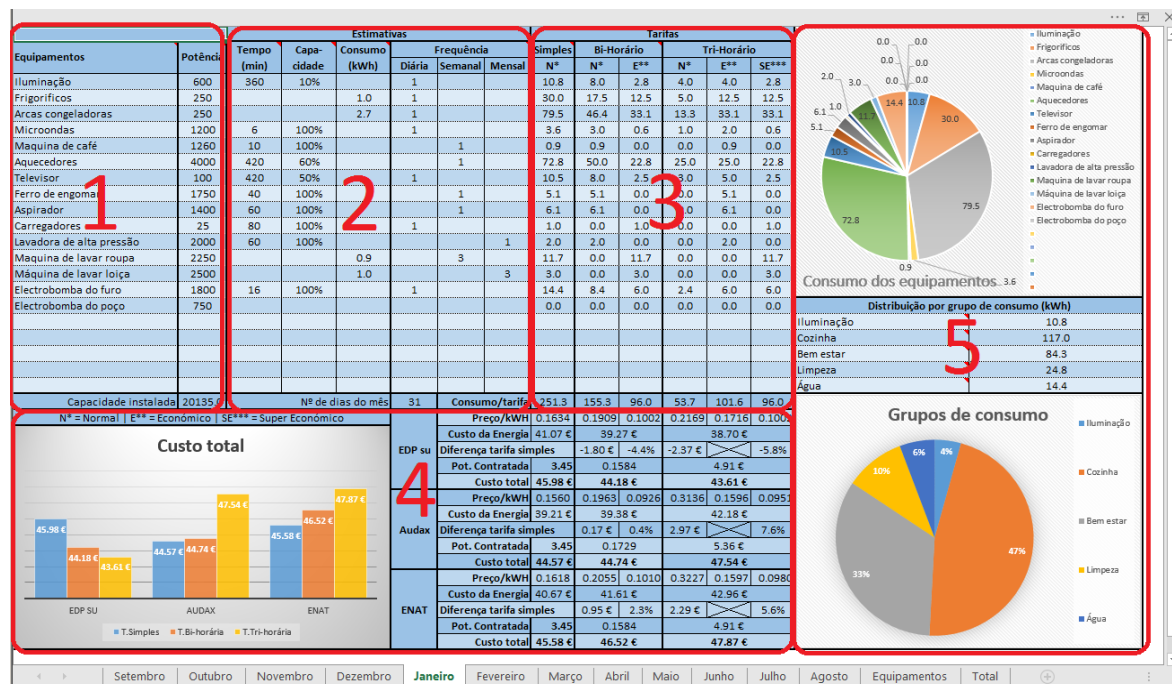 Estimativas Tarifas
Equipamentos Potência Tempo (min) Capa-cidade Consumo (kWh) Frequência Simples Bi-Horário Tri-Horário
Diária Semanal Mensal N* N* E** N* E** SE***
Iluminação 600 360 10% 1 10.8 8.0 2.8 4.0 4.0 2.8
Frigorificos 250 1.0 1 30.0 17.5 12.5 5.0 12.5 12.5
Arcas congeladoras 250 2.7 1 79.5 46.4 33.1 13.3 33.1 33.1
Microondas 1200 6 100% 1 3.6 3.0 0.6 1.0 2.0 0.6
Maquina de café 1260 10 100% 1 0.9 0.9 0.0 0.0 0.9 0.0
Aquecedores 4000 420 60% 1 72.8 50.0 22.8 25.0 25.0 22.8
Televisor 100 420 50% 1 10.5 8.0 2.5 3.0 5.0 2.5
Ferro de engomar 1750 40 100% 1 5.1 5.1 0.0 0.0 5.1 0.0
Aspirador 1400 60 100% 1 6.1 6.1 0.0 0.0 6.1 0.0
Carregadores 25 80 100% 1 1.0 0.0 1.0 0.0 0.0 1.0
Lavadora de alta pressão 2000 60 100% 1 2.0 2.0 0.0 0.0 2.0 0.0
Maquina de lavar roupa 2250 0.9 3 11.7 0.0 11.7 0.0 0.0 11.7
Máquina de lavar loiça 2500 1.0 3 3.0 0.0 3.0 0.0 0.0 3.0
Electrobomba do furo 1800 16 100% 1 14.4 8.4 6.0 2.4 6.0 6.0
Electrobomba do poço 750 0.0 0.0 0.0 0.0 0.0 0.0
Capacidade instalada 20135.0 Nº de dias do mês 31 Consumo/tarifa 251.3 155.3 96.0 53.7 101.6 96.0
1
2
3
4
5
N* = Normal | E** = Económico | SE*** = Super Económico
Custo total
45.98 € 44.18 € 43.61 €
44.57 € 44.74 € 47.54 €
45.58 € 46.52 € 47.87 €
EDP SU AUDAX ENAT
T.Simples T.Bi-horária T.Tri-horária
EDP su
Preço/kWH 0.1634 0.1909 0.1002 0.2169 0.1716 0.1002
Custo da Energia 41.07 € 39.27 € 38.70 €
Diferença tarifa simples -1.80 € -4.4% -2.37 € -5.8%
Pot. Contratada 3.45 0.1584 4.91 €
Custo total 45.98 € 44.18 € 43.61 €
Audax
Preço/kWH 0.1560 0.1963 0.0926 0.3136 0.1596 0.0951
Custo da Energia 39.21 € 39.38 € 42.18 €
Diferença tarifa simples 0.17 € 0.4% 2.97 € 7.6%
Pot. Contratada 3.45 0.1729 5.36 €
Custo total 44.57 € 44.74 € 47.54 €
ENAT
Preço/kWH 0.1618 0.2055 0.1010 0.3227 0.1597 0.0980
Custo da Energia 40.67 € 41.61 € 42.96 €
Diferença tarifa simples 0.95 € 2.3% 2.29 € 5.6%
Pot. Contratada 3.45 0.1584 4.91 €
Custo total 45.58 € 46.52 € 47.87 €
0.0 0.0
0.0 0.0
0.0 0.0
2.0 3.0
6.1 1.0 11.7 14.4 10.8
5.1 30.0
10.5
72.8 79.5
0.9
Consumo dos equipamentos 3.6
Iluminação
Frigorificos
Arcas congeladoras
Microondas
Maquina de café
Aquecedores
Televisor
Ferro de engomar
Aspirador
Carregadores
Lavadora de alta pressão
Maquina de lavar roupa
Máquina de lavar loiça
Electrobomba do furo
Electrobomba do poço
Distribuição por grupo de consumo (kWh)
Iluminação 10.8
Cozinha 117.0
Bem estar 84.3
Limpeza 24.8
Água 14.4
Grupos de consumo
6% 4%
10%
47%
33%
Iluminação
Cozinha
Bem estar
Limpeza
Água
Setembro Outubro Novembro Dezembro Janeiro Fevereiro Março Abril Maio Junho Julho Agosto Equipamentos Total